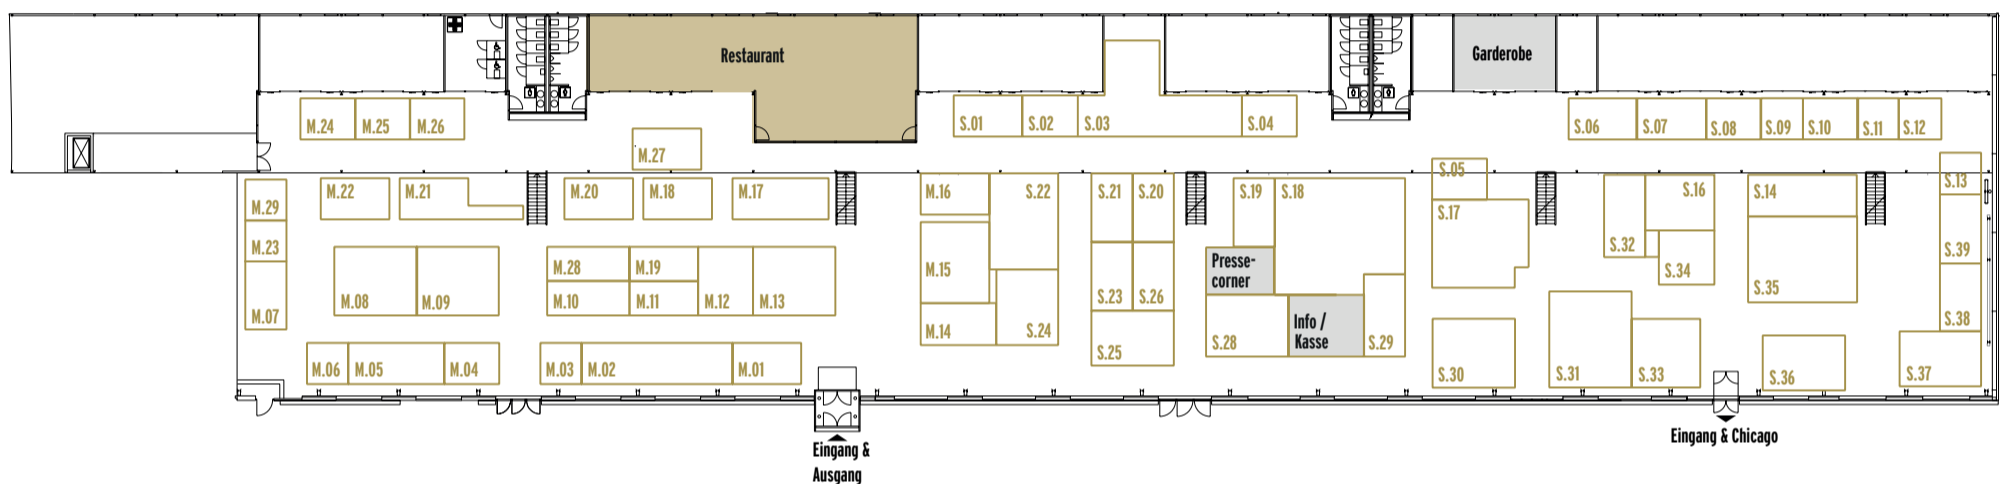 Restaurant
Garderobe
M.24
M.25
M.26
M.27
S.01
S.02
S.03
S.04
S.06
S.07
S.08
S.09
S.10
S.11
S.12
M.29
M.22
M.21
M.20
M.18
M.17
M.16
S.22
S.21
S.20
S.19
S.18
S.05
S.17
S.16
S.14
S.13
M.23
M.07
M.08
M.09
M.28
M.19
M.10
M.11
M.12
M.13
M.15
M.14
S.24
S.23
S.26
S.25
Presse-
corner
S.28
Info /
Kasse
S.29
S.32
S.34
S.35
S.39
S.38
M.06
M.05
M.04
M.03
M.02
M.01
S.30
S.31
S.33
S.36
S.37
Eingang &
Ausgang
Eingang & Chicago